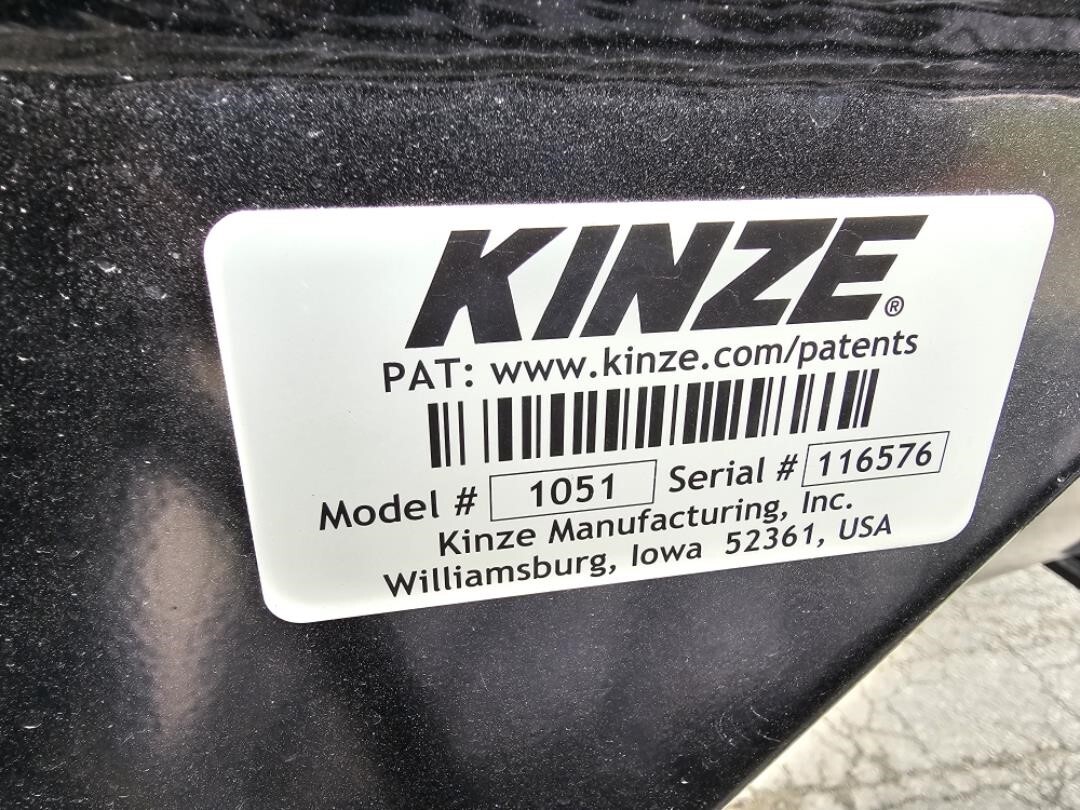 KINZE®
PAT: www.kinze.com/patents
Model # 1051 Serial # 116576
Kinze Manufacturing, Inc.
Williamsburg, Iowa 52361, USA